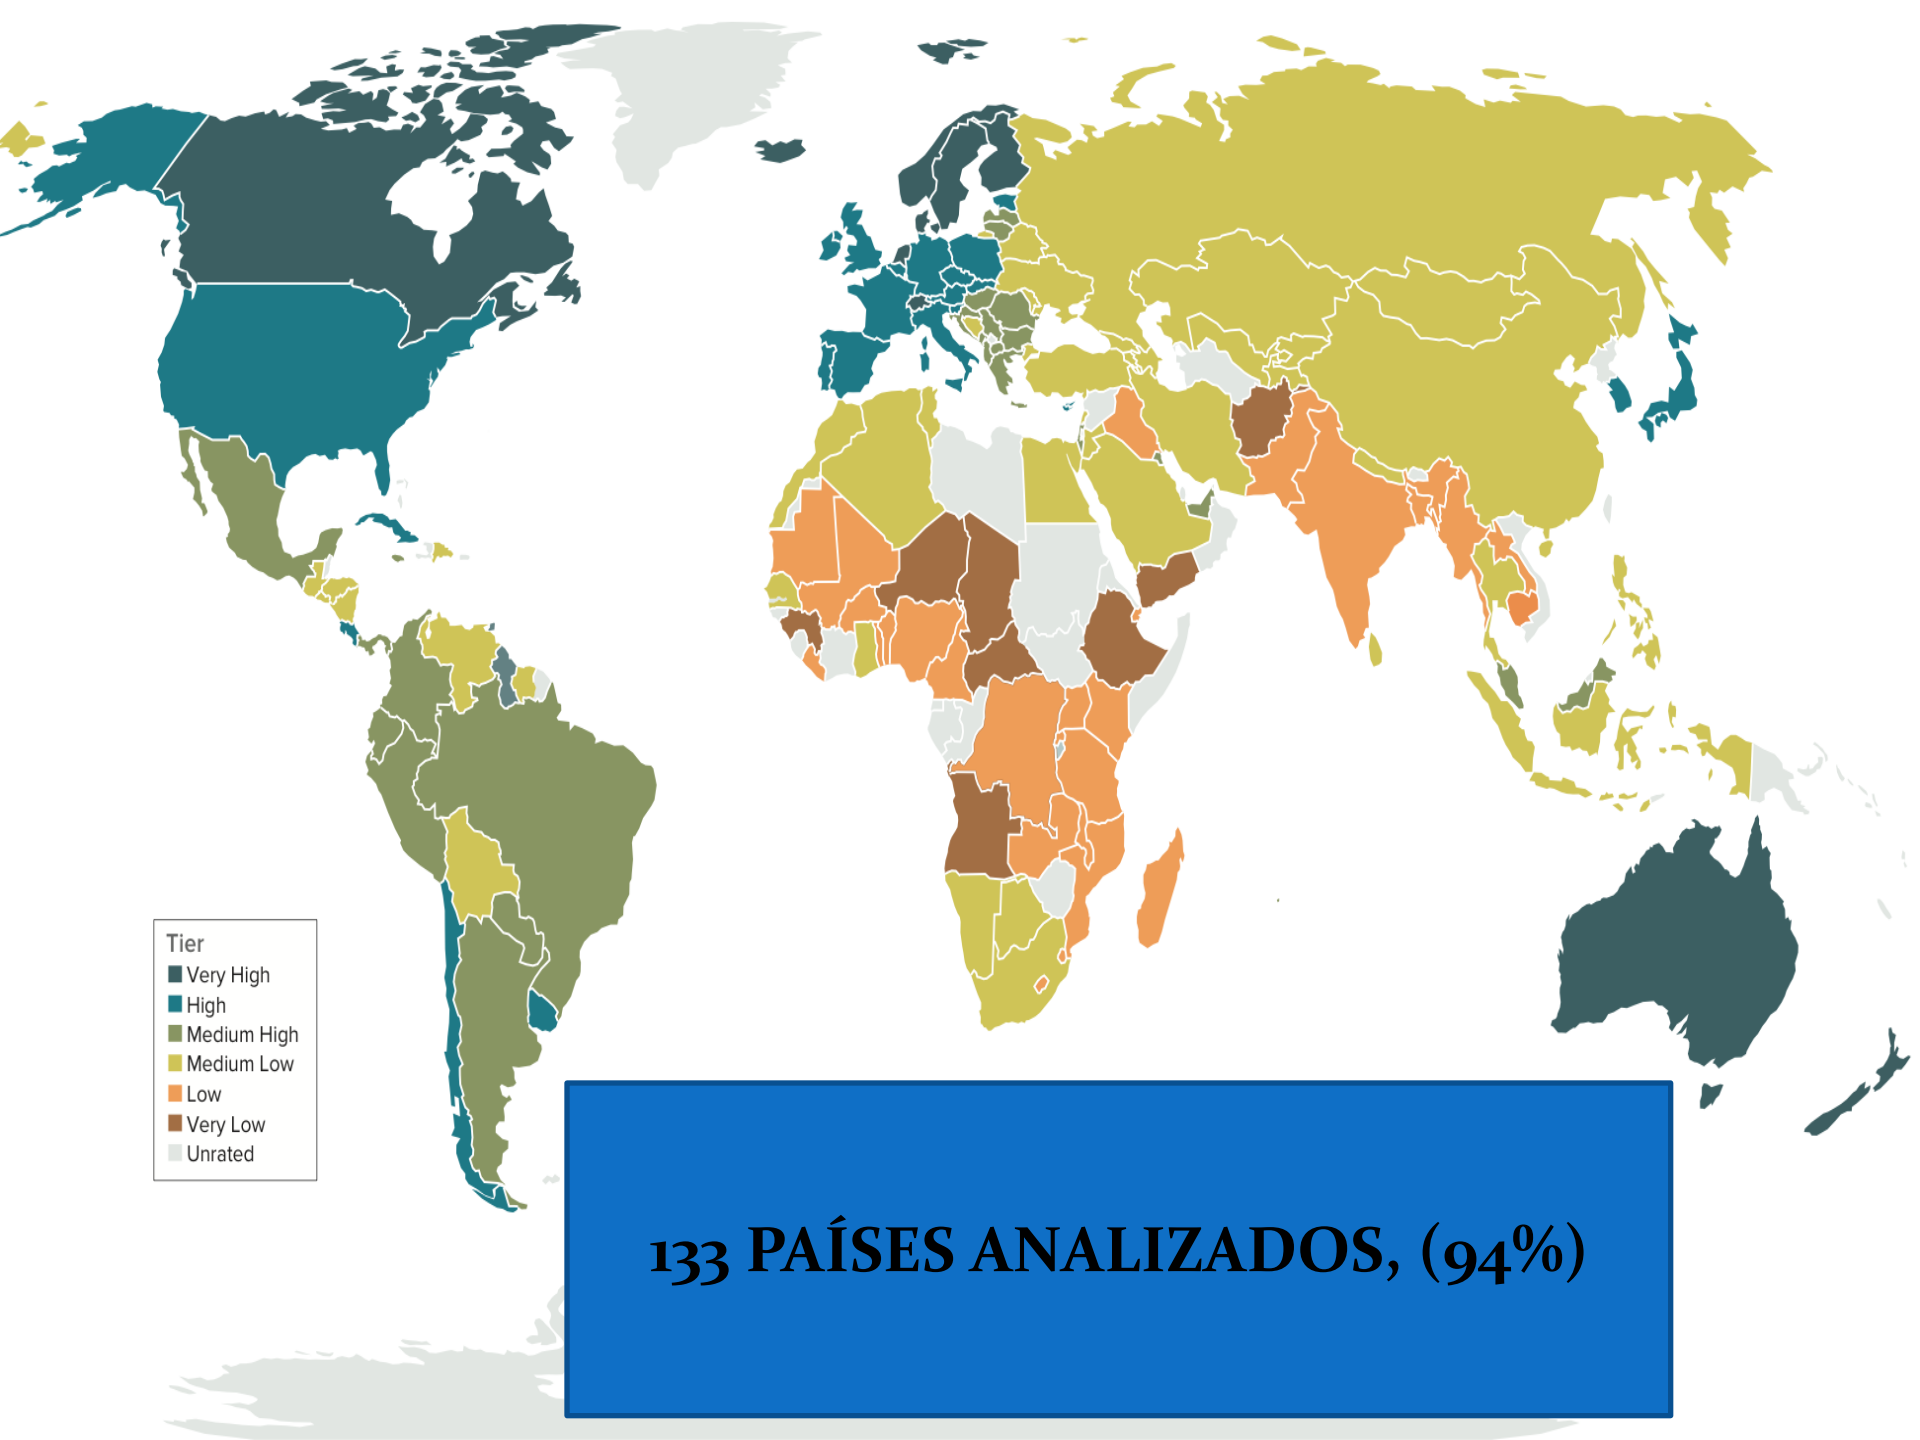 Tier
Very High
High
Medium High
Medium Low
Low
Very Low
Unrated
133 PAÍSES ANALIZADOS, (94%)